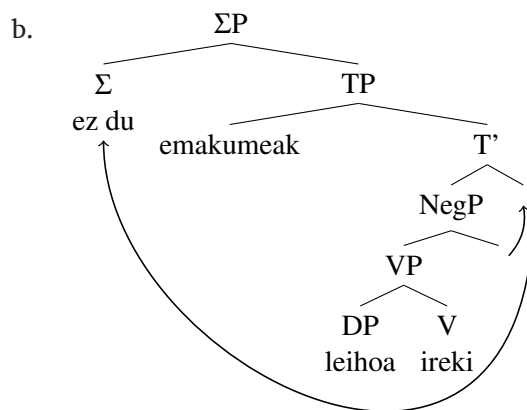 b.
ΣP
Σ TP
ez du
emakumeak T’
NegP
VP
DP V
leihoa ireki